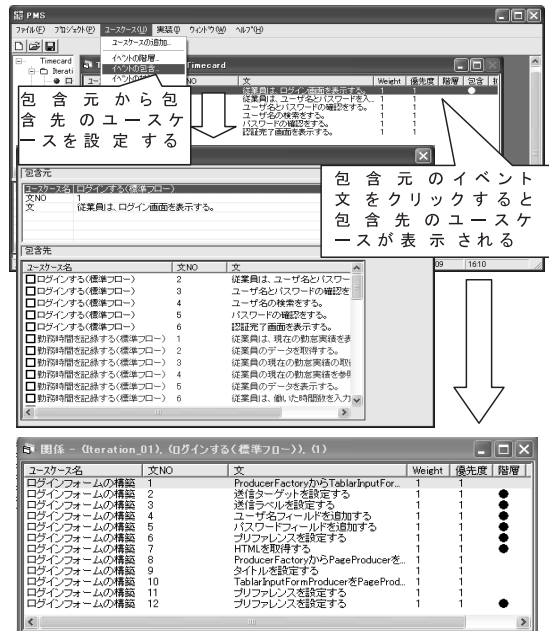 PMS
ファイル(F) プロジェクト(P) ユースケース(U) 実装(I) ウィンドウ(W) ヘルプ(H)
ユースケースの追加...
イベントの階層...
イベントの包含...
Timecard
Iterati
Timecard
NO 文 Weight 優先度 階層 包含
従業員は、ログイン画面を表示する。 1 1 ●
従業員は、ユーザ名とパスワードを入.. 1 1
ユーザ名とパスワードの確認をする。 1 1
ユーザ名の検索をする。 1 1
パスワードの確認をする。 1 1
認証完了画面を表示する。 1 1
包含元から包
含先のユースケ
ースを設定する
包含元のイベント
文をクリックすると
包含先のユースケ
ースが表示される
包含元
ユースケース名 ログインする(標準フロー)
文NO 1
文 従業員は、ログイン画面を表示する。
09 16:10
包含先
ユースケース名 文NO 文
ログインする(標準フロー) 2 従業員は、ユーザ名とパスワー
ログインする(標準フロー) 3 ユーザ名とパスワードの確認を
ログインする(標準フロー) 4 ユーザ名の検索をする。
ログインする(標準フロー) 5 パスワードの確認をする。
ログインする(標準フロー) 6 認証完了画面を表示する。
勤務時間を記録する(標準フロー) 1 従業員は、現在の勤怠実績を表
勤務時間を記録する(標準フロー) 2 従業員のデータを取得する。
勤務時間を記録する(標準フロー) 3 従業員の現在の勤怠実績の取
勤務時間を記録する(標準フロー) 4 従業員の現在の勤怠実績を参
勤務時間を記録する(標準フロー) 5 従業員のデータを表示する。
勤務時間を記録する(標準フロー) 6 従業員は、働いた時間数を入力
関係 - (Iteration_01), (ログインする(標準フロー)), (1)
ユースケース名 文NO 文 Weight 優先度 階層
ログインフォームの構築 1 ProducerFactoryからTablarInputFor... 1 1
ログインフォームの構築 2 送信ターゲットを設定する 1 1 ●
ログインフォームの構築 3 送信ラベルを設定する 1 1 ●
ログインフォームの構築 4 ユーザ名フィールドを追加する 1 1 ●
ログインフォームの構築 5 パスワードフィールドを追加する 1 1 ●
ログインフォームの構築 6 プリファレンスを設定する 1 1 ●
ログインフォームの構築 7 HTMLを取得する 1 1 ●
ログインフォームの構築 8 ProducerFactoryからPageProducerを... 1 1
ログインフォームの構築 9 タイトルを設定する 1 1
ログインフォームの構築 10 TablarInputFormProducerをPageProd... 1 1
ログインフォームの構築 11 プリファレンスを設定する 1 1
ログインフォームの構築 12 プリファレンスを設定する 1 1 ●